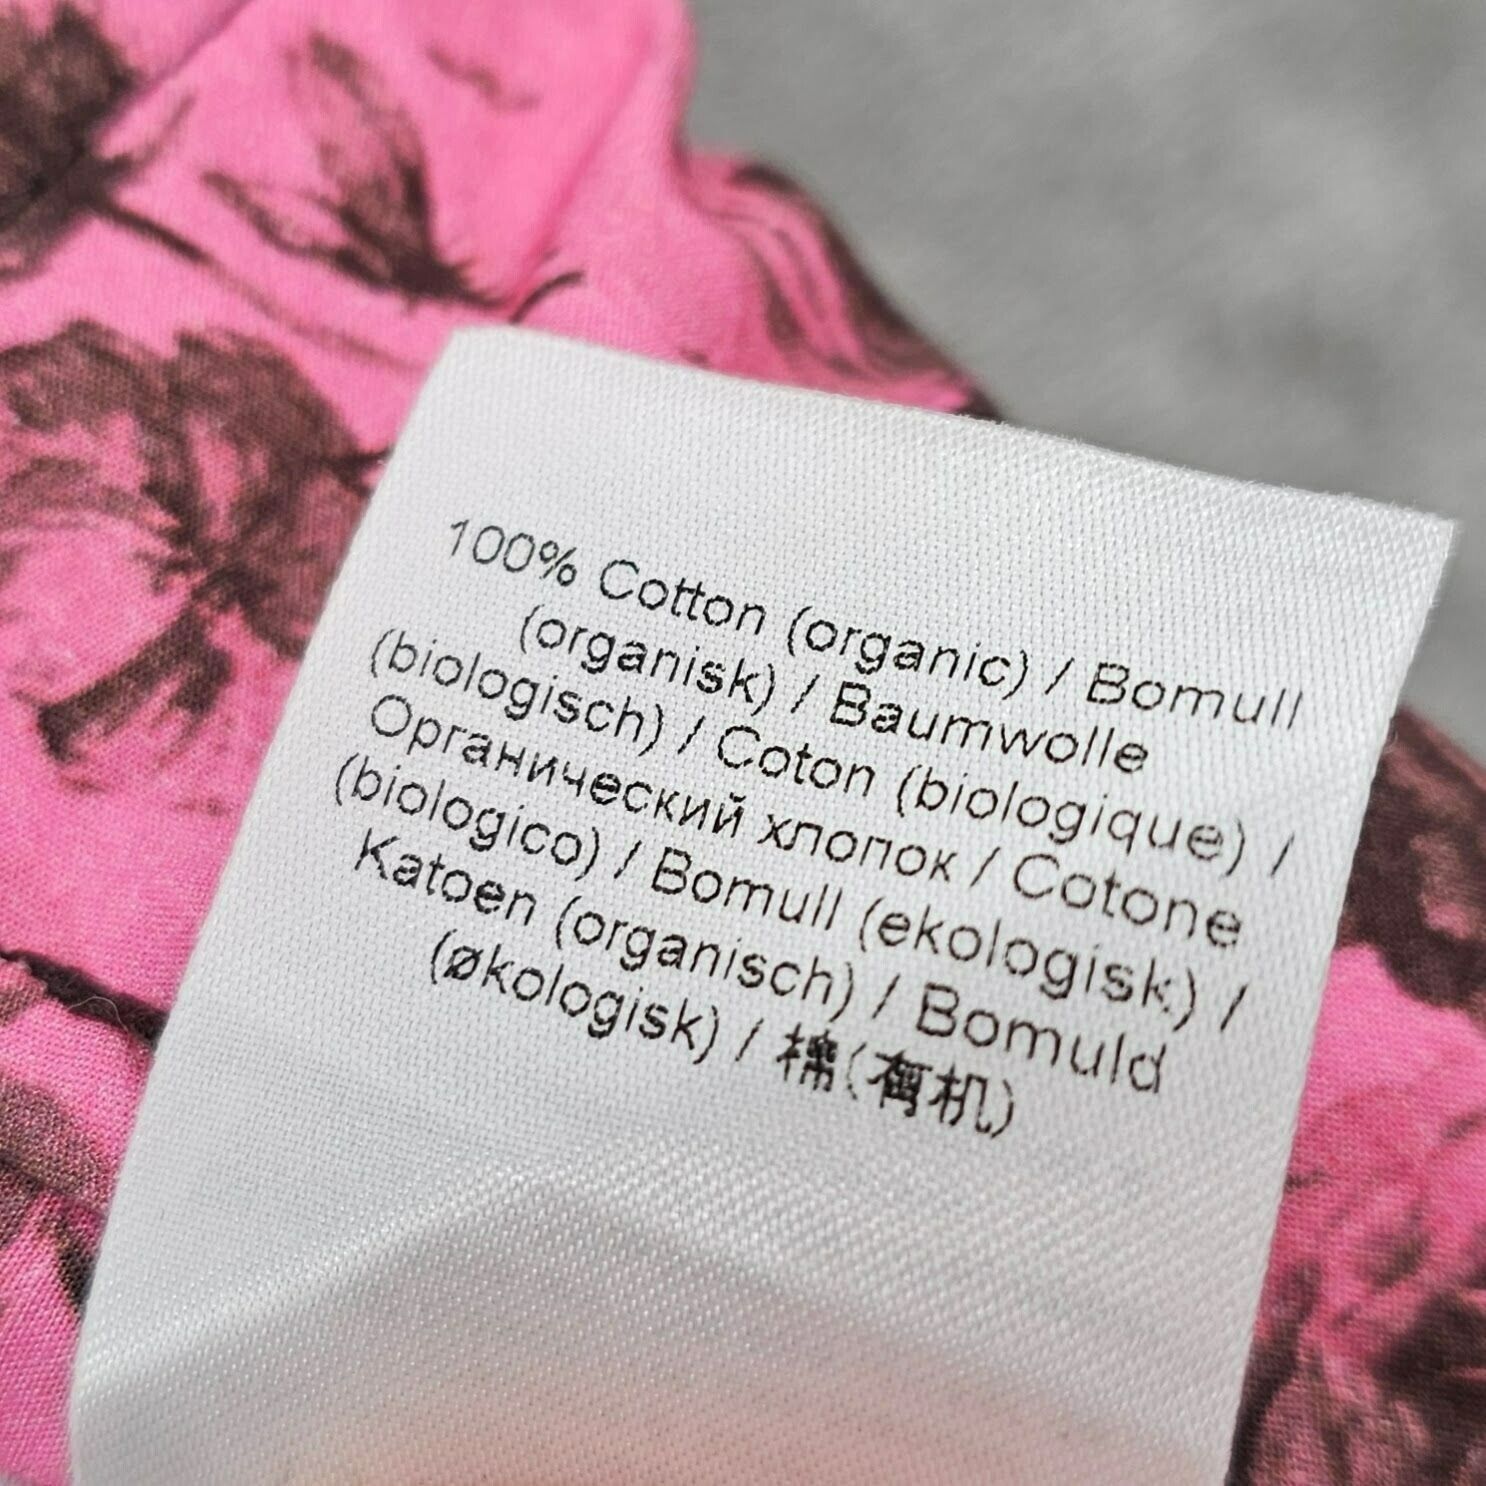 100% Cotton (organic) / Bomull
(organisk) / Baumwolle
(biologisch) / Coton (biologique) /
Органический хлопок / Cotone
(biologico) / Bomull (ekologisk) /
Katoen (organisch) / Bomuld
(økologisk) / 棉(有机)